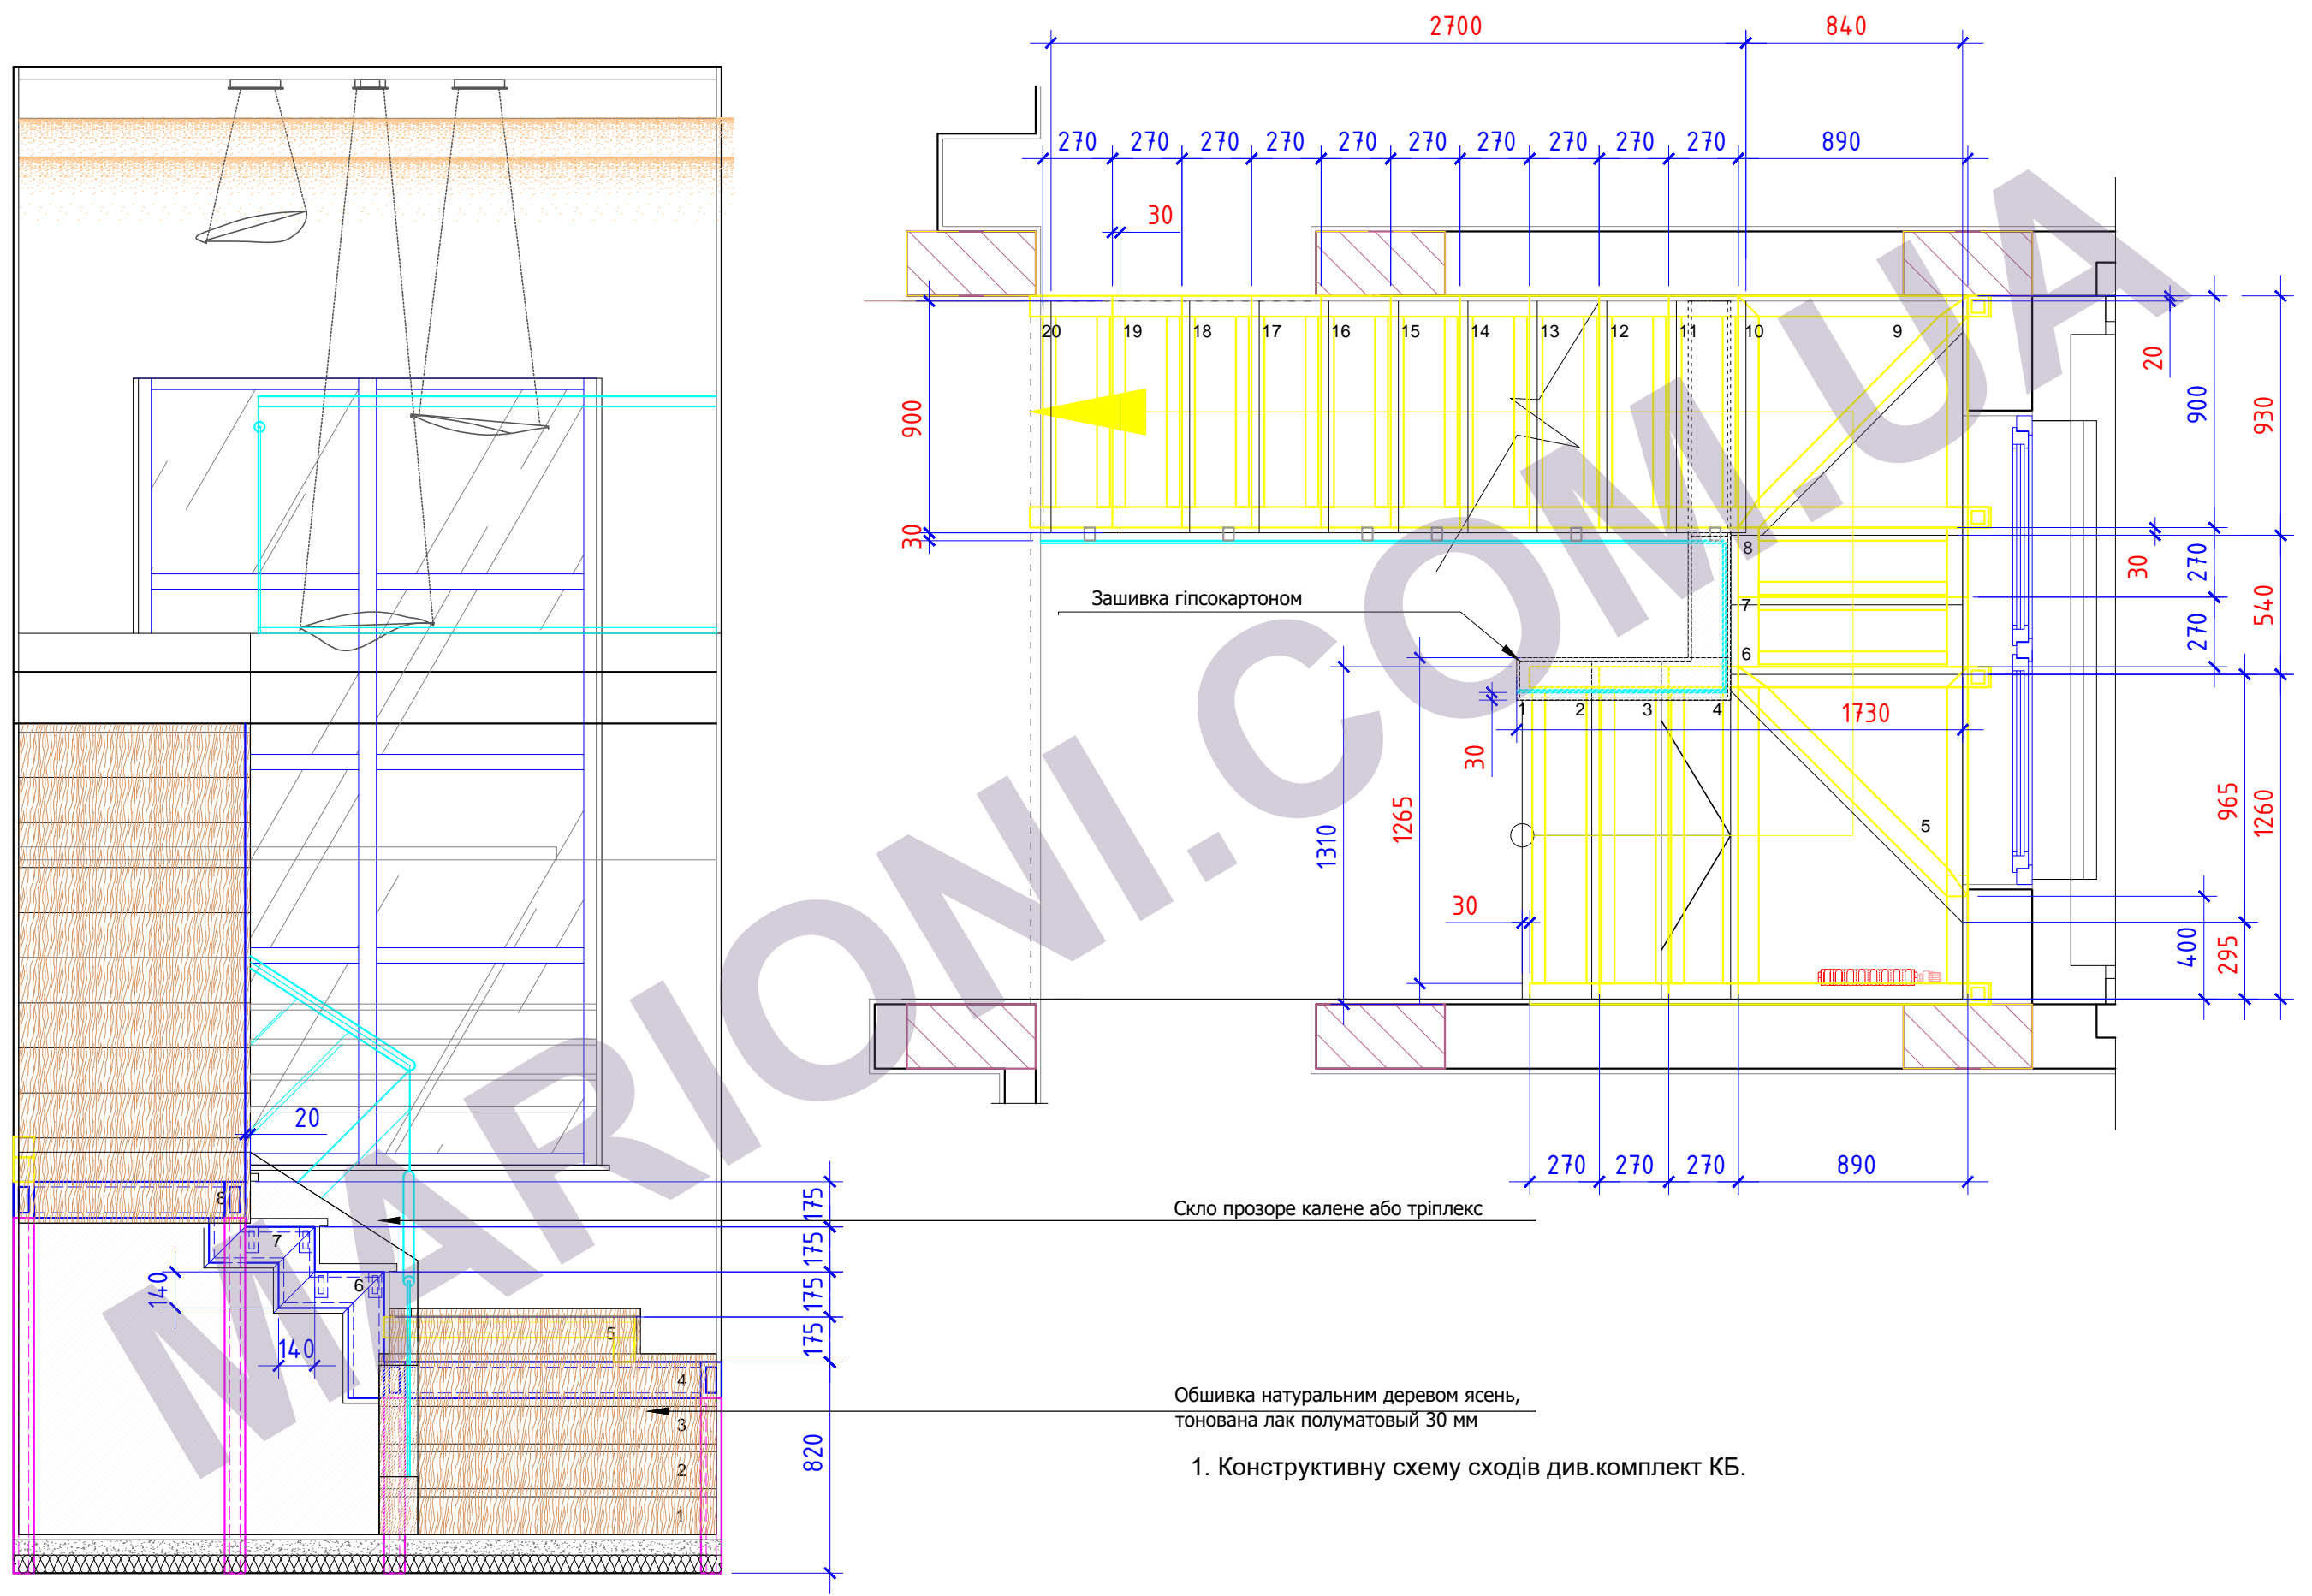 2700 840
270 270 270 270 270 270 270 270 270 270 890
30
20 19 18 17 16 15 14 13 12 11 10 9
20
900 900 930
30
8
Зашивка гіпсокартоном
7
30 270 540
6
270
1 2 3 4
1730
30
1310 1265
5
965 1260
30
400 295
20
270 270 270 890
8
175
Скло прозоре калене або тріплекс
7
175
140
6
175
5
140
175
4
Обшивка натуральним деревом ясень,
тонована лак полуматовый 30 мм
3
820
1. Конструктивну схему сходів див.комплект КБ.
2
1
MARIONI.COM.UA